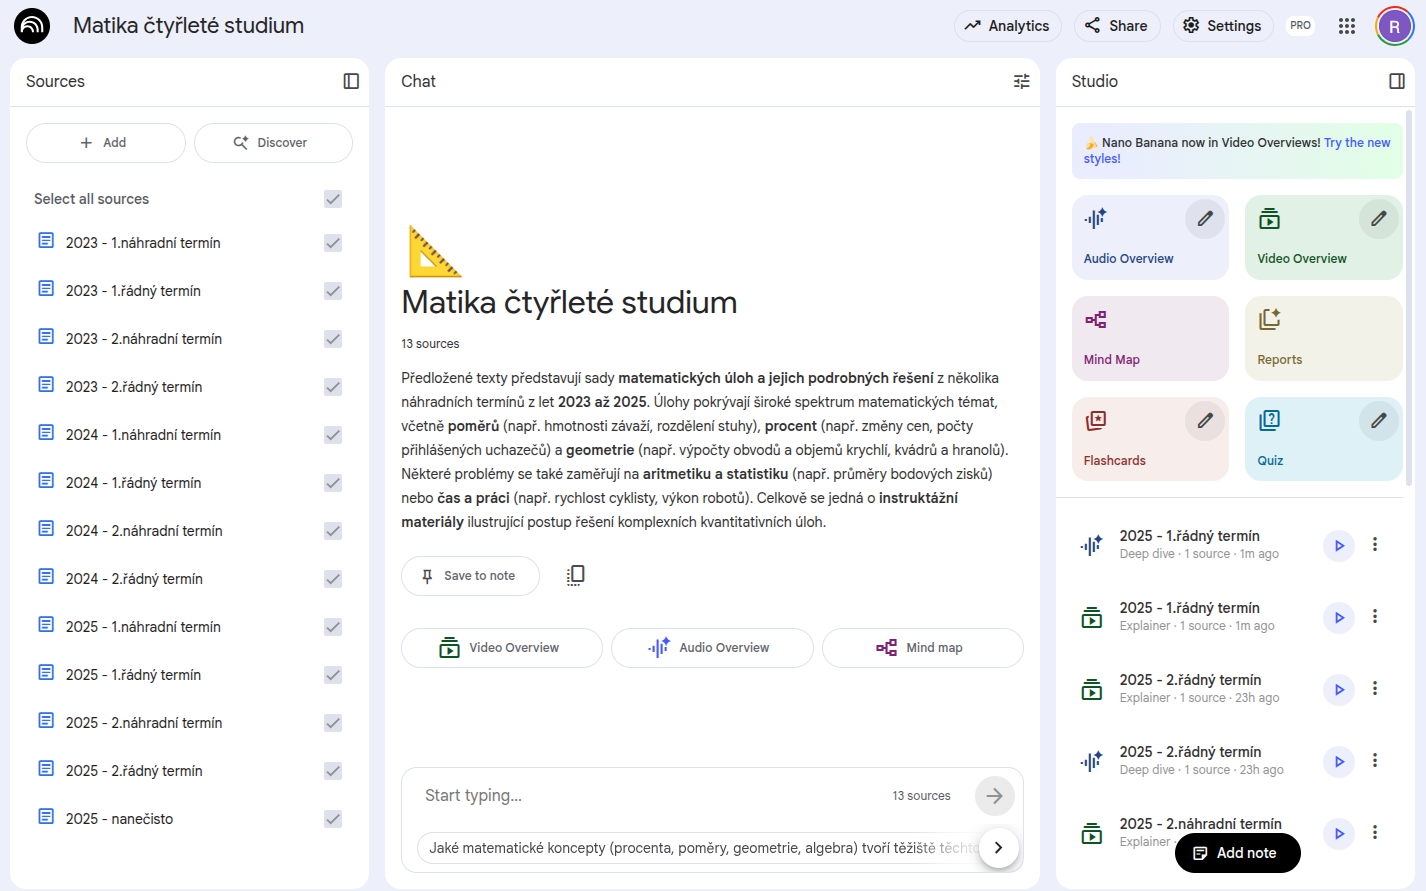 Matika čtyřleté studium
Analytics
Share
Settings
PRO
R
Sources
Add
Discover
Select all sources
2023 - 1.náhradní termín
2023 - 1.řádný termín
2023 - 2.náhradní termín
2023 - 2.řádný termín
2024 - 1.náhradní termín
2024 - 1.řádný termín
2024 - 2.náhradní termín
2024 - 2.řádný termín
2025 - 1.náhradní termín
2025 - 1.řádný termín
2025 - 2.náhradní termín
2025 - 2.řádný termín
2025 - nanečisto
Chat
Matika čtyřleté studium
13 sources
Předložené texty představují sady matematických úloh a jejich podrobných řešení z několika
náhradních termínů z let 2023 až 2025. Úlohy pokrývají široké spektrum matematických témat,
včetně poměrů (např. hmotnosti závaží, rozdělení stuhy), procent (např. změny cen, počty
přihlášených uchazečů) a geometrie (např. výpočty obvodů a objemů krychlí, kvádrů a hranolů).
Některé problémy se také zaměřují na aritmetiku a statistiku (např. průměry bodových zisků)
nebo čas a práci (např. rychlost cyklisty, výkon robotů). Celkově se jedná o instruktážní
materiály ilustrující postup řešení komplexních kvantitativních úloh.
Save to note
Video Overview
Audio Overview
Mind map
Start typing...
13 sources
Jaké matematické koncepty (procenta, poměry, geometrie, algebra) tvoří těžiště těchto
Studio
🍌 Nano Banana now in Video Overviews! Try the new
styles!
Audio Overview
Video Overview
Mind Map
Reports
Flashcards
Quiz
2025 - 1.řádný termín
Deep dive · 1 source · 1m ago
2025 - 1.řádný termín
Explainer · 1 source · 1m ago
2025 - 2.řádný termín
Explainer · 1 source · 23h ago
2025 - 2.řádný termín
Deep dive · 1 source · 23h ago
2025 - 2.náhradní termín
Explainer ·
Add note